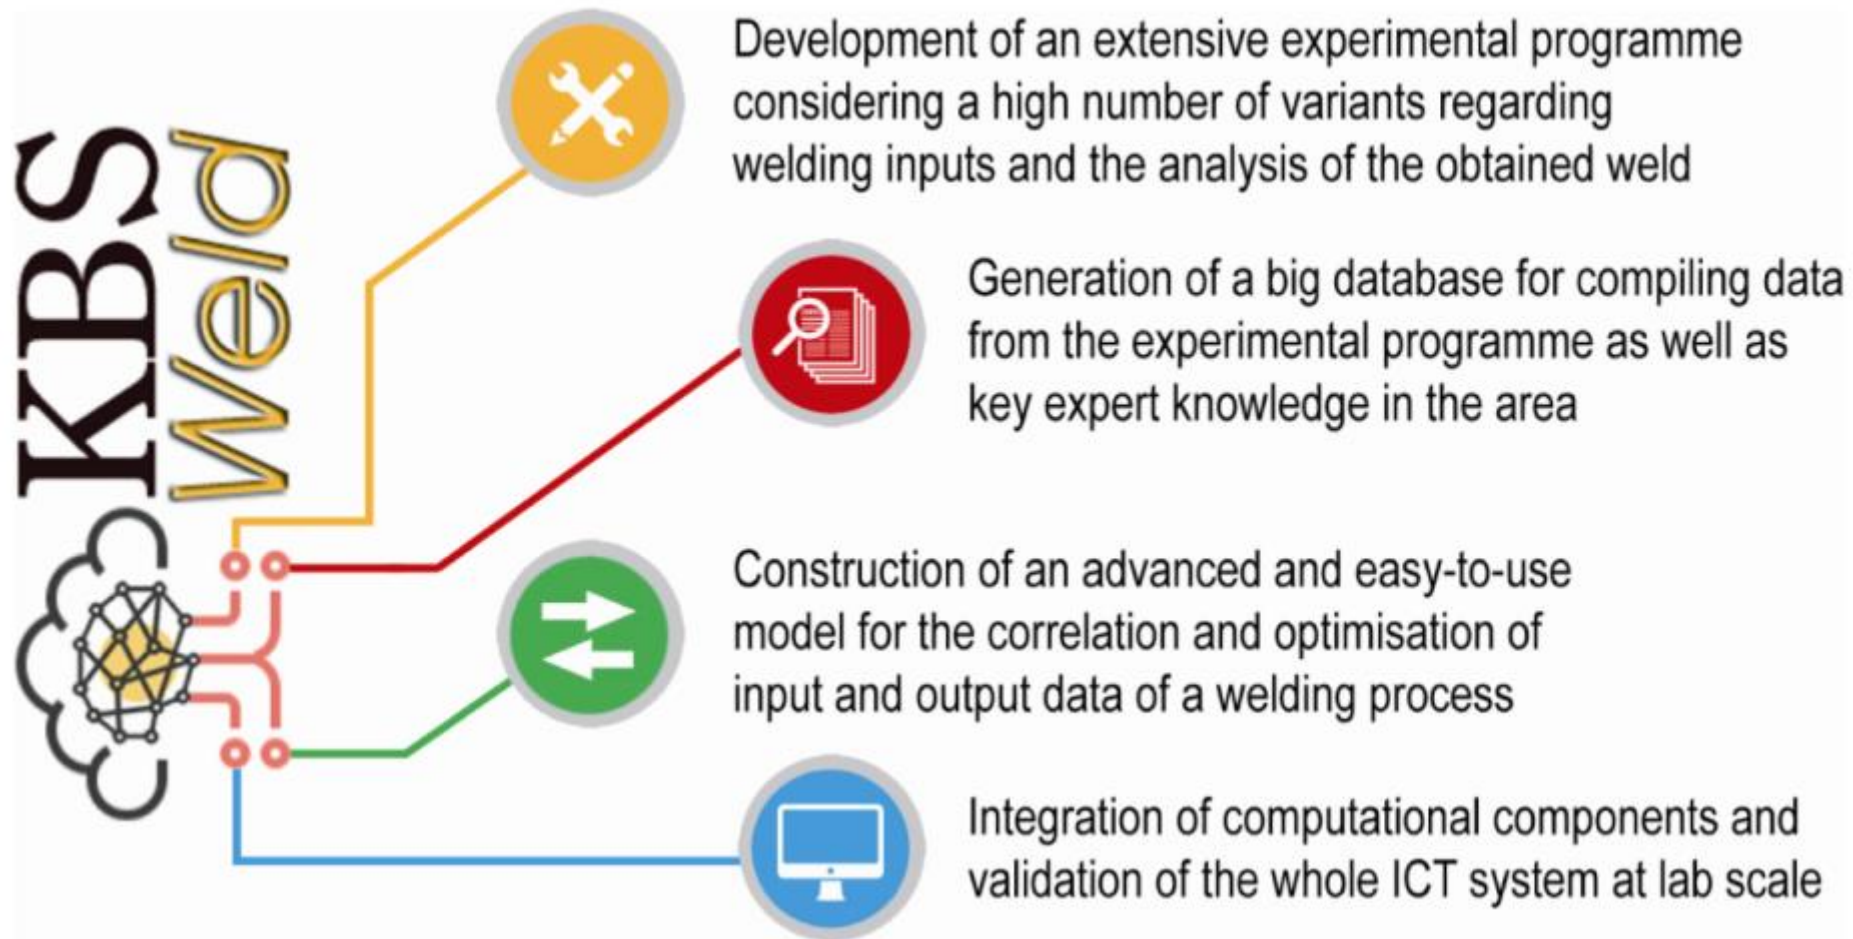 KBS
Weld
Development of an extensive experimental programme
considering a high number of variants regarding
welding inputs and the analysis of the obtained weld
Generation of a big database for compiling data
from the experimental programme as well as
key expert knowledge in the area
Construction of an advanced and easy-to-use
model for the correlation and optimisation of
input and output data of a welding process
Integration of computational components and
validation of the whole ICT system at lab scale